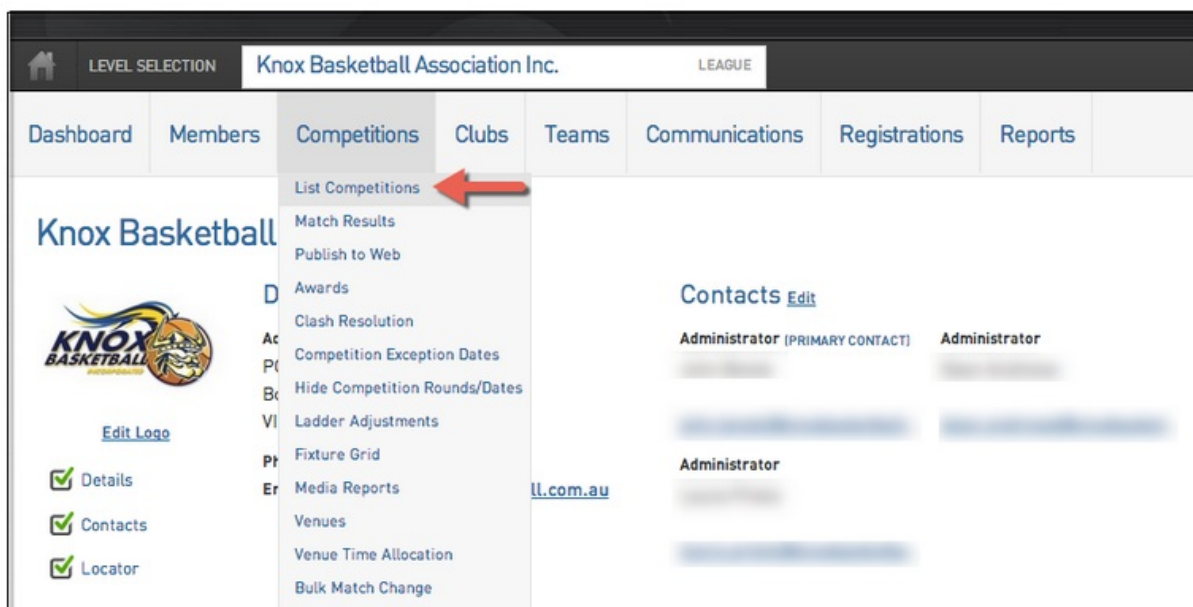 LEVEL SELECTION Knox Basketball Association Inc. LEAGUE
Dashboard Members Competitions Clubs Teams Communications Registrations Reports
List Competitions
Match Results
Publish to Web
Awards
Clash Resolution
Competition Exception Dates
Hide Competition Rounds/Dates
Ladder Adjustments
Fixture Grid
Media Reports
Venues
Venue Time Allocation
Bulk Match Change
Knox Basketball
KNOX
BASKETBALL
INCORPORATED
Edit Logo
Details
Contacts
Locator
ll.com.au
Contacts Edit
Administrator (PRIMARY CONTACT) Administrator
Administrator